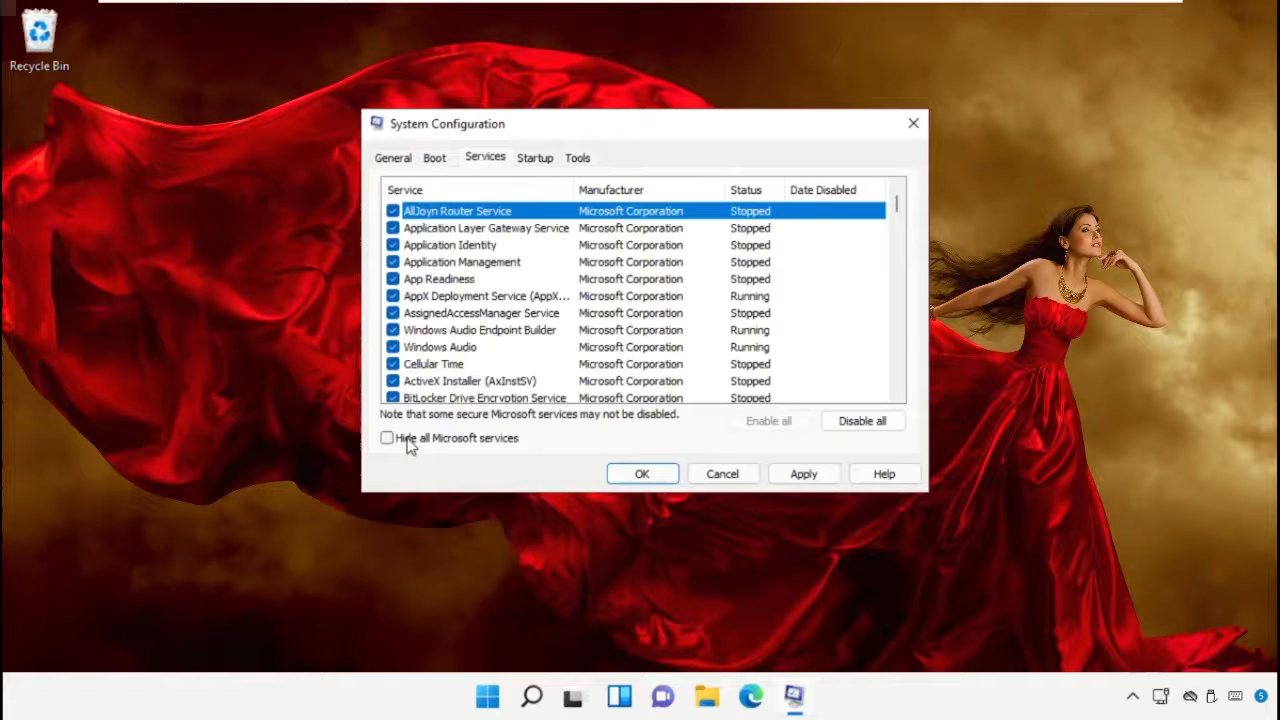 Recycle Bin
System Configuration
General Boot Services Startup Tools
Service Manufacturer Status Date Disabled
AllJoyn Router Service Microsoft Corporation Stopped
Application Layer Gateway Service Microsoft Corporation Stopped
Application Identity Microsoft Corporation Stopped
Application Management Microsoft Corporation Stopped
App Readiness Microsoft Corporation Stopped
AppX Deployment Service (AppX... Microsoft Corporation Running
AssignedAccessManager Service Microsoft Corporation Stopped
Windows Audio Endpoint Builder Microsoft Corporation Running
Windows Audio Microsoft Corporation Running
Cellular Time Microsoft Corporation Stopped
ActiveX Installer (AxInstSV) Microsoft Corporation Stopped
BitLocker Drive Encryption Service Microsoft Corporation Stopped
Note that some secure Microsoft services may not be disabled.
Enable all Disable all
Hide all Microsoft services
OK Cancel Apply Help
5